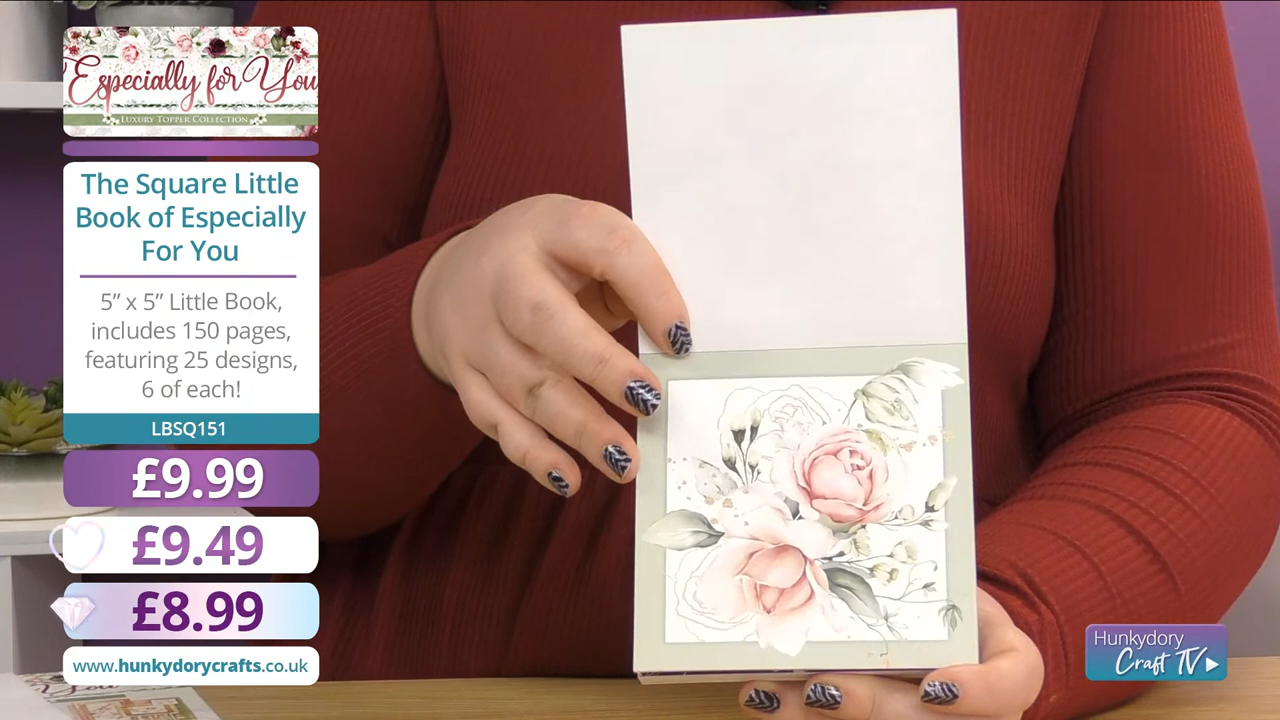 Especially for You
LUXURY TOPPER COLLECTION
The Square Little
Book of Especially
For You
5” x 5” Little Book,
includes 150 pages,
featuring 25 designs,
6 of each!
LBSQ151
£9.99
£9.49
£8.99
www.hunkydorycrafts.co.uk
Hunkydory
Craft TV
You